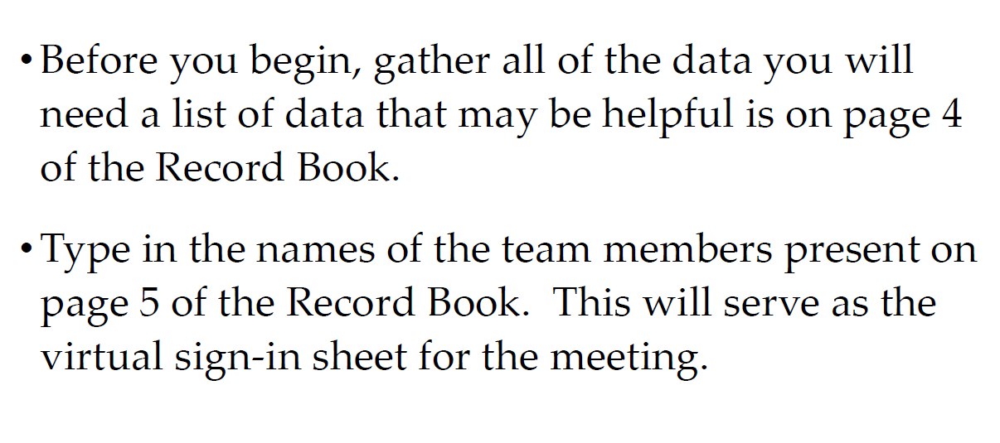 • Before you begin, gather all of the data you will
need a list of data that may be helpful is on page 4
of the Record Book.
• Type in the names of the team members present on
page 5 of the Record Book.  This will serve as the
virtual sign-in sheet for the meeting.